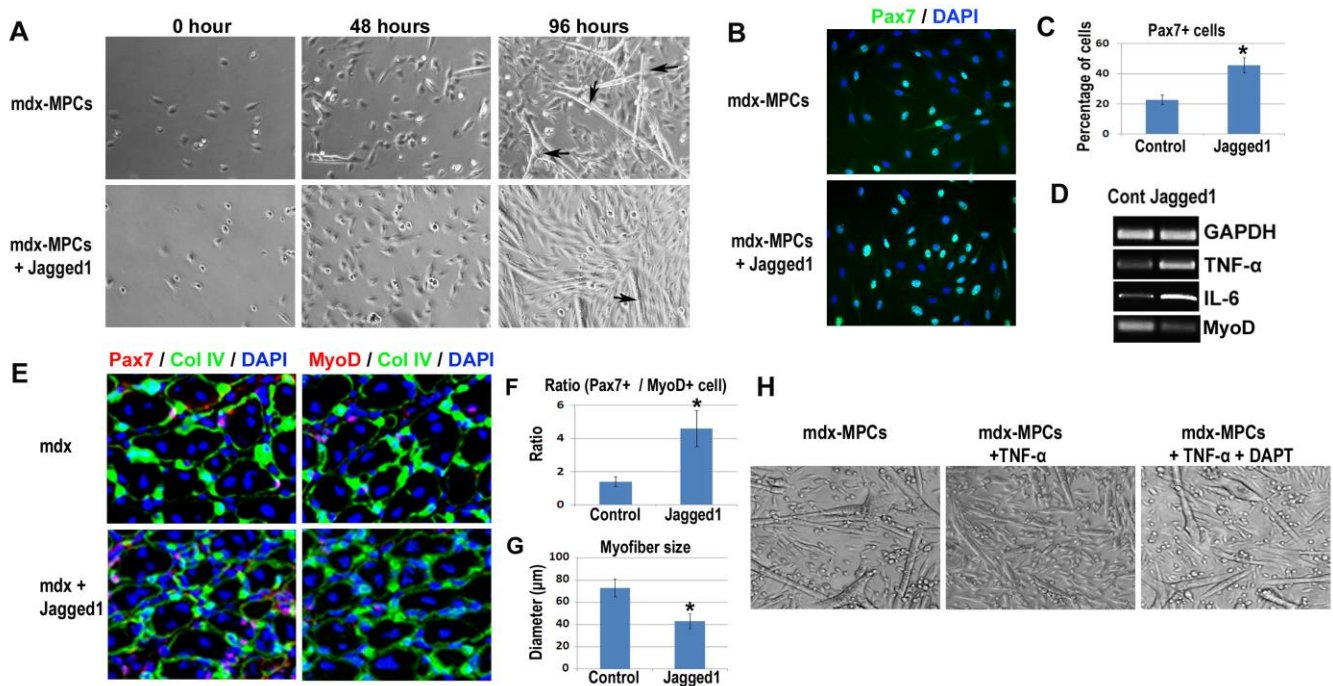 A
0 hour
48 hours
96 hours
mdx-MPCs
mdx-MPCs
+ Jagged1
B
Pax7 / DAPI
mdx-MPCs
mdx-MPCs
+ Jagged1
C
Pax7+ cells
Percentage of cells
60
40
20
0
Control
Jagged1
*
D
Cont Jagged1
GAPDH
TNF-α
IL-6
MyoD
E
Pax7 / Col IV / DAPI
MyoD / Col IV / DAPI
mdx
mdx +
Jagged1
F
Ratio (Pax7+ / MyoD+ cell)
Ratio
6
4
2
0
Control
Jagged1
*
G
Myofiber size
Diameter (μm)
100
80
60
40
20
0
Control
Jagged1
*
H
mdx-MPCs
mdx-MPCs
+TNF-α
mdx-MPCs
+ TNF-α + DAPT